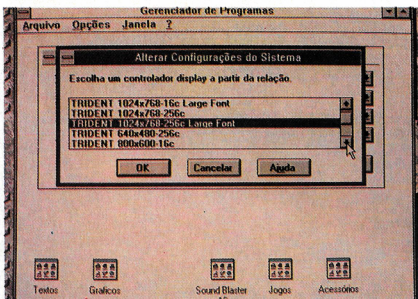 Gerenciador de Programas
Arquivo Opções Janela ?
Alterar Configurações do Sistema
Escolha um controlador display a partir da relação.
TRIDENT 1024x768-16c Large Font
TRIDENT 1024x768-256c
TRIDENT 1024x768-256c Large Font
TRIDENT 640x480-256c
TRIDENT 800x600-16c
OK Cancelar Ajuda
Textos Graficos Sound Blaster Jogos Acessórios